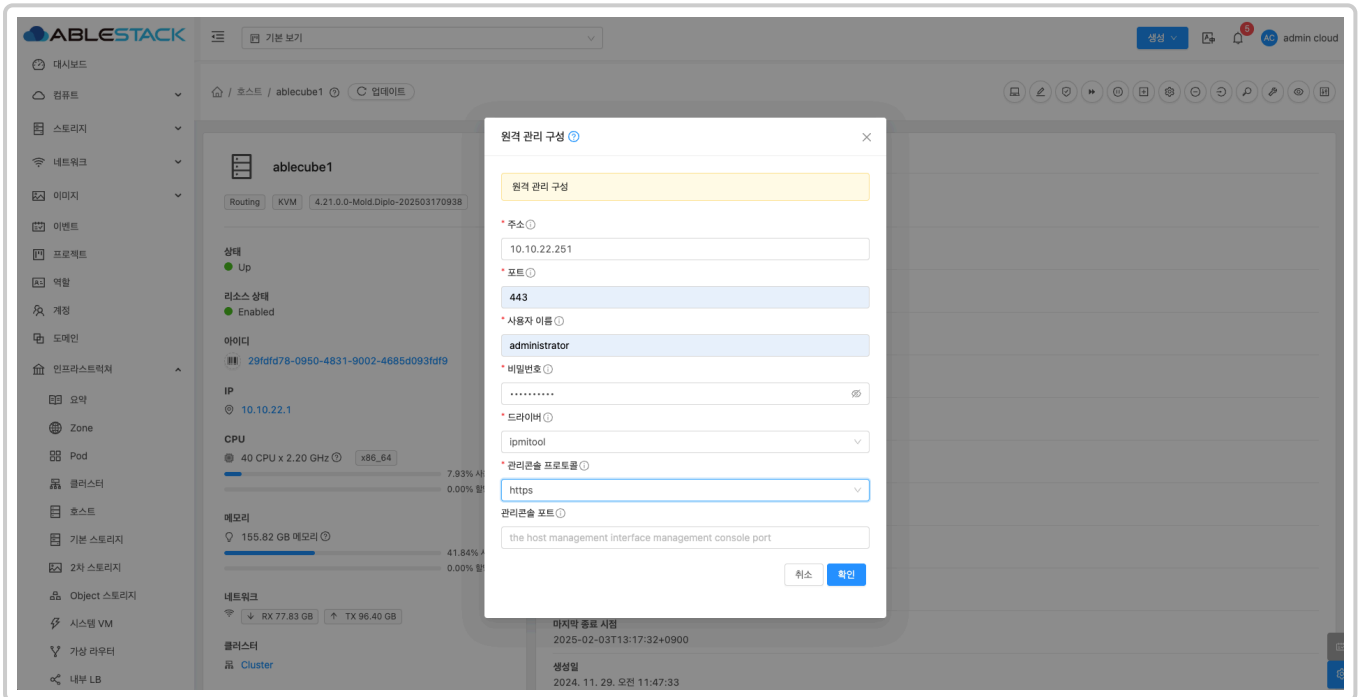 ABLESTACK
기본 보기
생성
5
AC
admin cloud
대시보드
컴퓨트
스토리지
네트워크
이미지
이벤트
프로젝트
역할
계정
도메인
인프라스트럭쳐
요약
Zone
Pod
클러스터
호스트
기본 스토리지
2차 스토리지
Object 스토리지
시스템 VM
가상 라우터
내부 LB
/ 호스트 / ablecube1
업데이트
ablecube1
Routing
KVM
4.21.0.0-Mold.Diplo-202503170938
상태
Up
리소스 상태
Enabled
아이디
29fdfd78-0950-4831-9002-4685d093fdf9
IP
10.10.22.1
CPU
40 CPU x 2.20 GHz
x86_64
7.93%
0.00%
메모리
155.82 GB 메모리
41.84%
0.00%
네트워크
RX 77.83 GB
TX 96.40 GB
클러스터
Cluster
원격 관리 구성
원격 관리 구성
* 주소
10.10.22.251
* 포트
443
* 사용자 이름
administrator
* 비밀번호
••••••••••
* 드라이버
ipmitool
* 관리콘솔 프로토콜
https
관리콘솔 포트
the host management interface management console port
취소
확인
마지막 종료 시점
2025-02-03T13:17:32+0900
생성일
2024. 11. 29. 오전 11:47:33